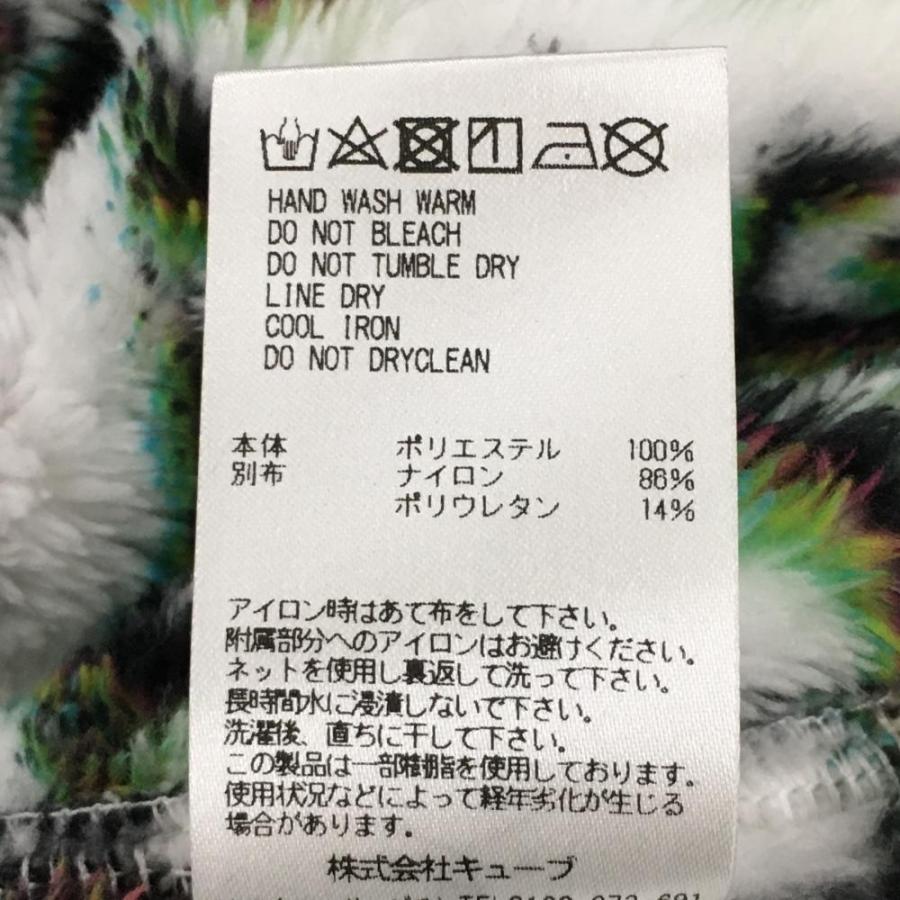 HAND WASH WARM
DO NOT BLEACH
DO NOT TUMBLE DRY
LINE DRY
COOL IRON
DO NOT DRYCLEAN
本体 ポリエステル 100%
別布 ナイロン 86%
ポリウレタン 14%
アイロン時はあて布をして下さい。
附属部分へのアイロンはお避けください。
ネットを使用し裏返して洗って下さい。
長時間水に浸漬しないで下さい。
洗濯後、直ちに干して下さい。
この製品は一部樹脂を使用しております。
使用状況などによって経年劣化が生じる
場合があります。
株式会社キューブ